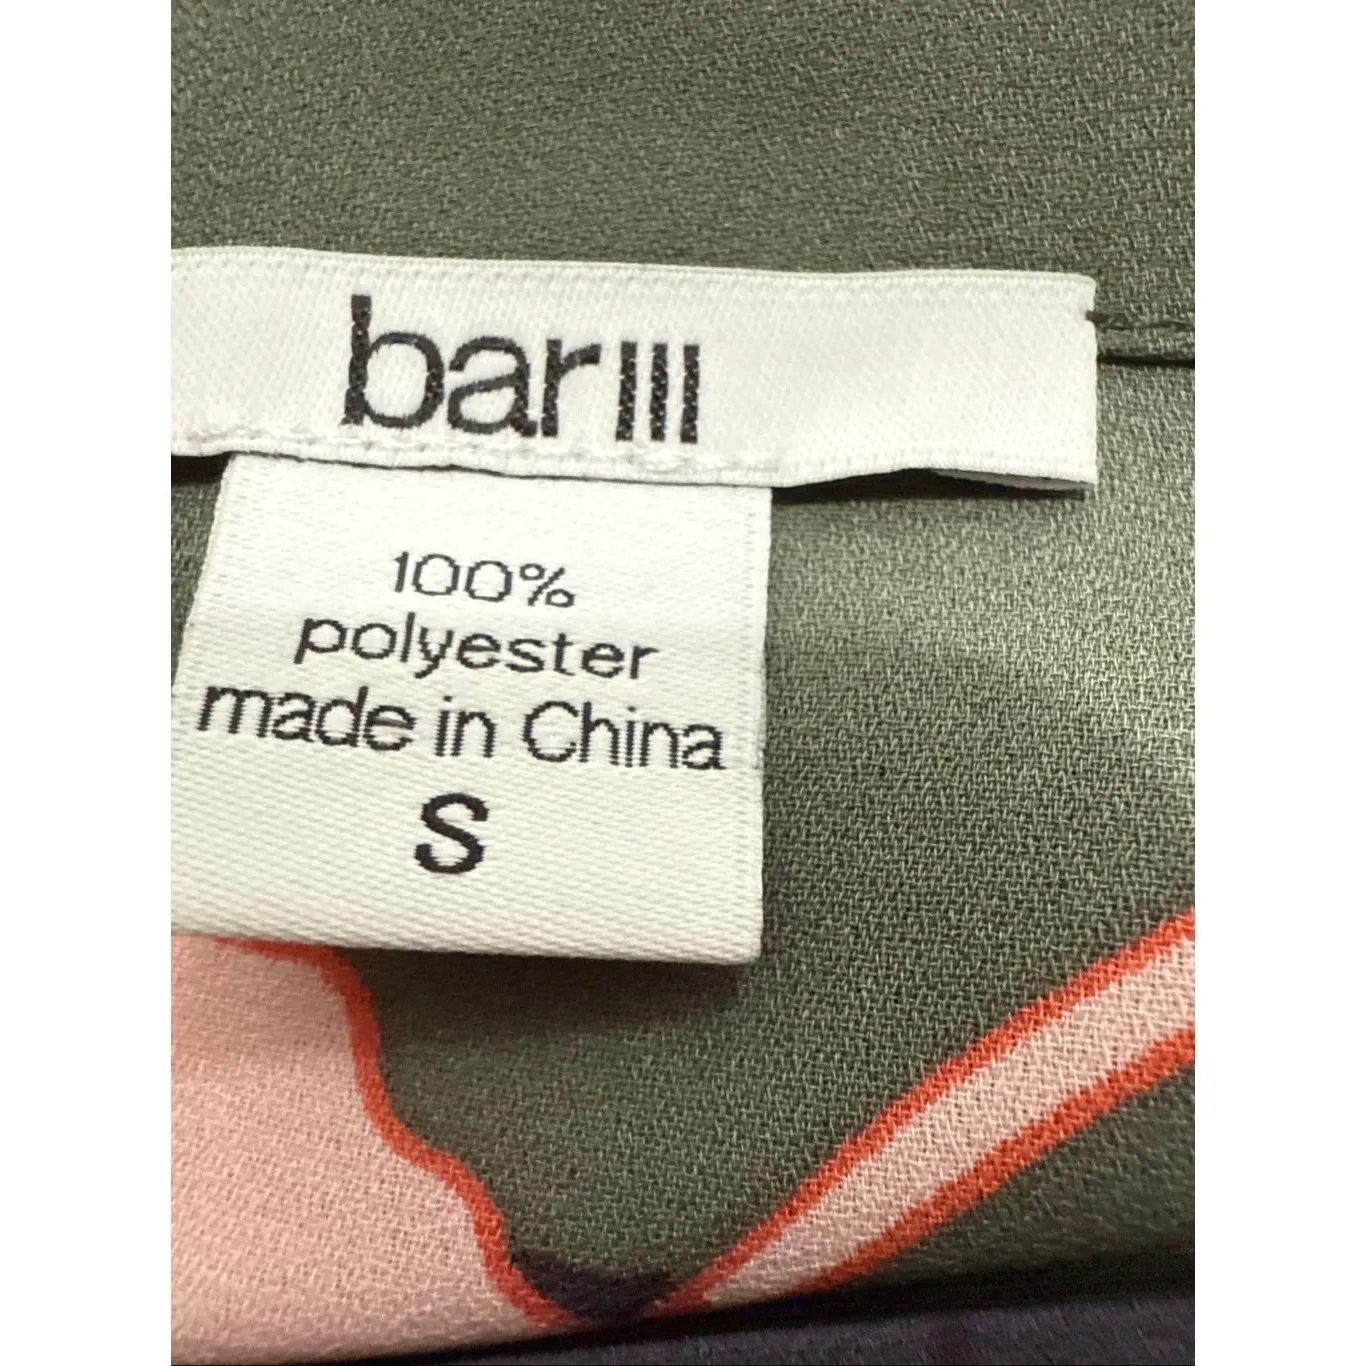 bar III
100%
polyester
made in China
S